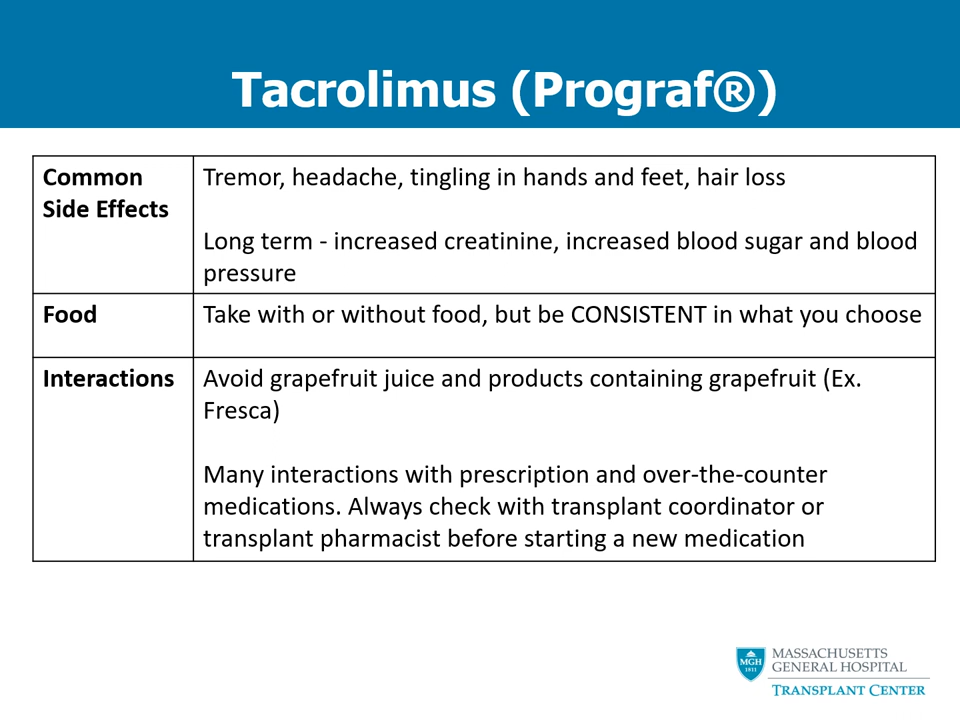 Tacrolimus (Prograf®)
Common
Side Effects
Tremor, headache, tingling in hands and feet, hair loss
Long term - increased creatinine, increased blood sugar and blood
pressure
Food
Take with or without food, but be CONSISTENT in what you choose
Interactions
Avoid grapefruit juice and products containing grapefruit (Ex.
Fresca)
Many interactions with prescription and over-the-counter
medications. Always check with transplant coordinator or
transplant pharmacist before starting a new medication
MGH
1811
MASSACHUSETTS
GENERAL HOSPITAL
TRANSPLANT CENTER